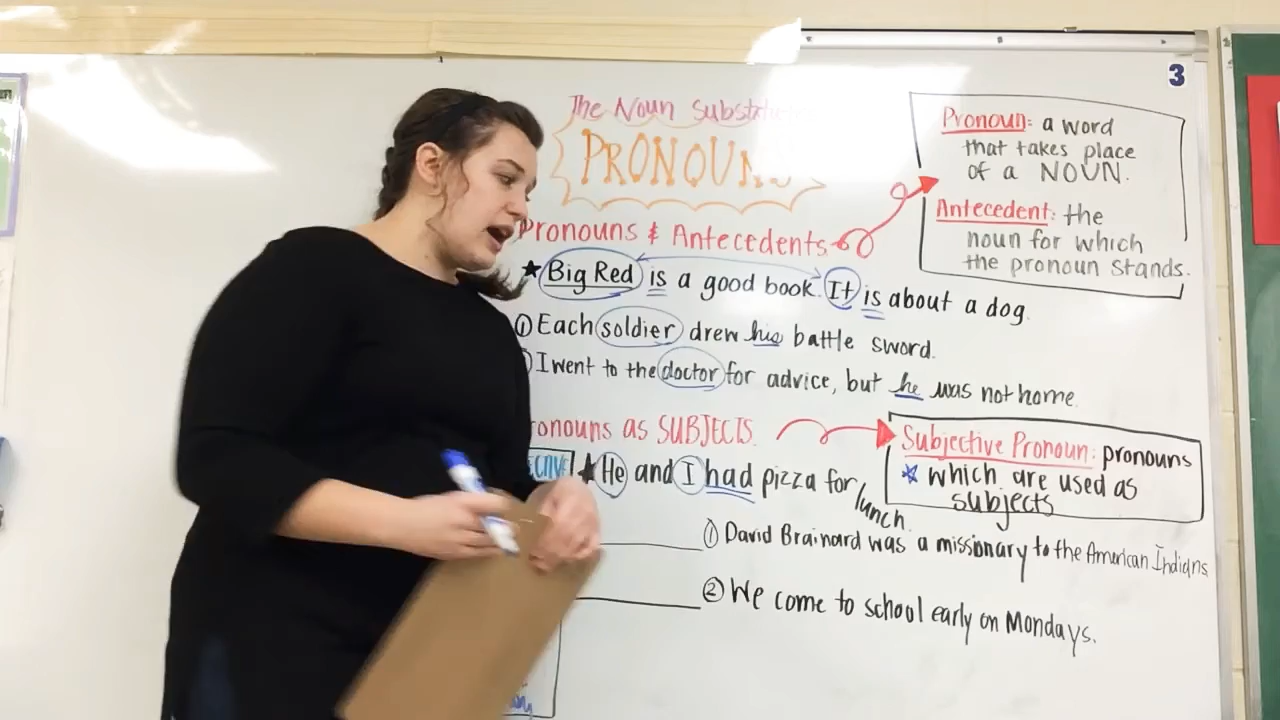 3
The Noun
PRONOUN
Pronoun: a word
that takes place
of a NOUN.
Antecedent: the
noun for which
the pronoun stands.
Pronouns & Antecedents
★ Big Red is a good book. It is about a dog.
① Each soldier drew his battle sword.
I went to the doctor for advice, but he was not home.
ronouns as SUBJECTS
Subjective Pronoun: pronouns
★ which are used as
subjects
★ He and I had pizza for
lunch.
① David Brainard was a missionary to the American Indians
② We come to school early on Mondays.